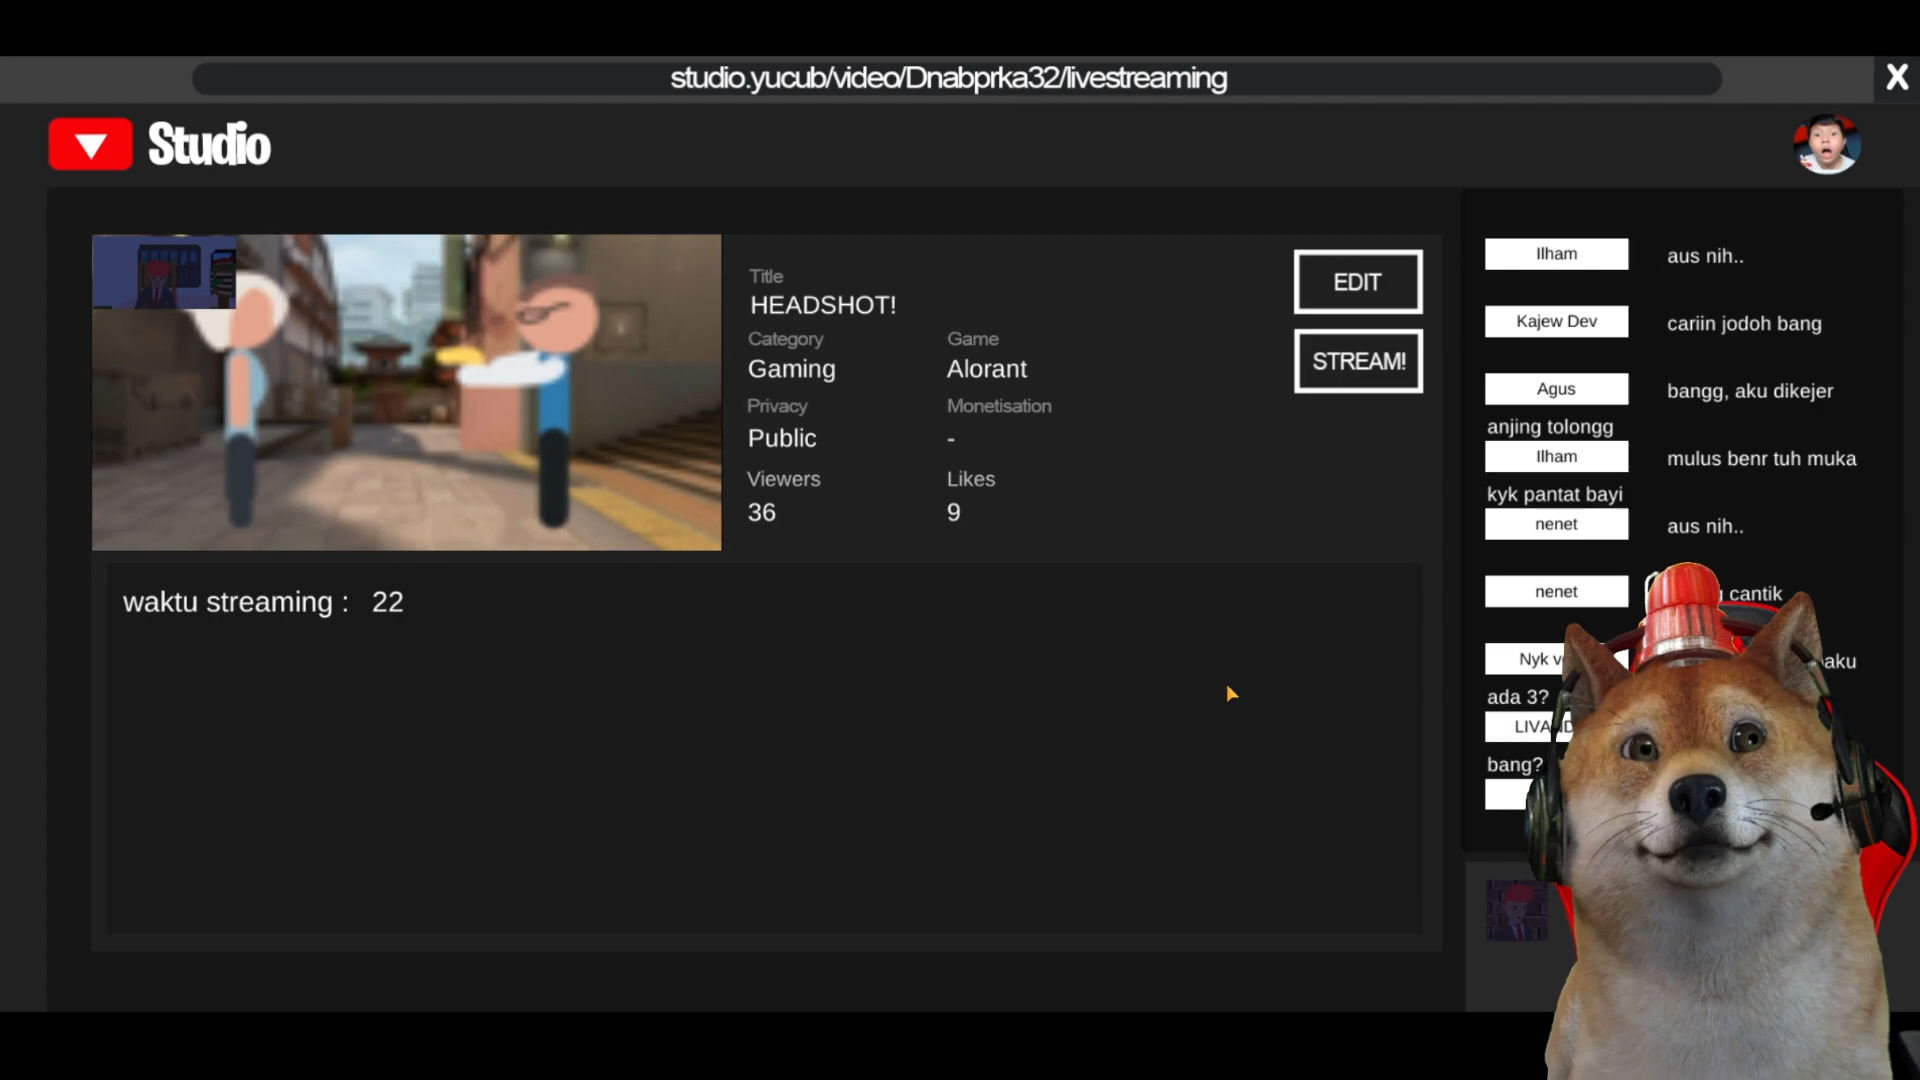 studio.yucub/video/Dnabprka32/livestreaming
X
Studio
Title
HEADSHOT!
Category
Game
Gaming
Alorant
Privacy
Monetisation
Public
-
Viewers
Likes
36
9
EDIT
STREAM!
waktu streaming : 22
Ilham
aus nih..
Kajew Dev
cariin jodoh bang
Agus
bangg, aku dikejer
anjing tolongg
Ilham
mulus benr tuh muka
kyk pantat bayi
nenet
aus nih..
nenet
cantik
Nyk
aku
ada 3?
bang?